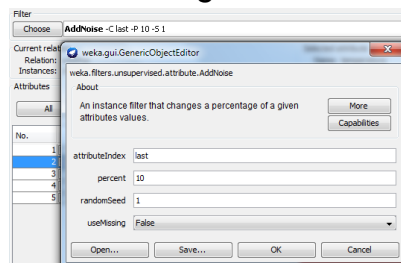 Filter
Choose AddNoise -C last -P 10 -S 1
Current relat
Relation:
Instances:
Attributes
All
No.
1
2
3
4
5
weka.gui.GenericObjectEditor
weka.filters.unsupervised.attribute.AddNoise
About
An instance filter that changes a percentage of a given
attributes values.
More
Capabilities
attributeIndex last
percent 10
randomSeed 1
useMissing False
Open... Save... OK Cancel